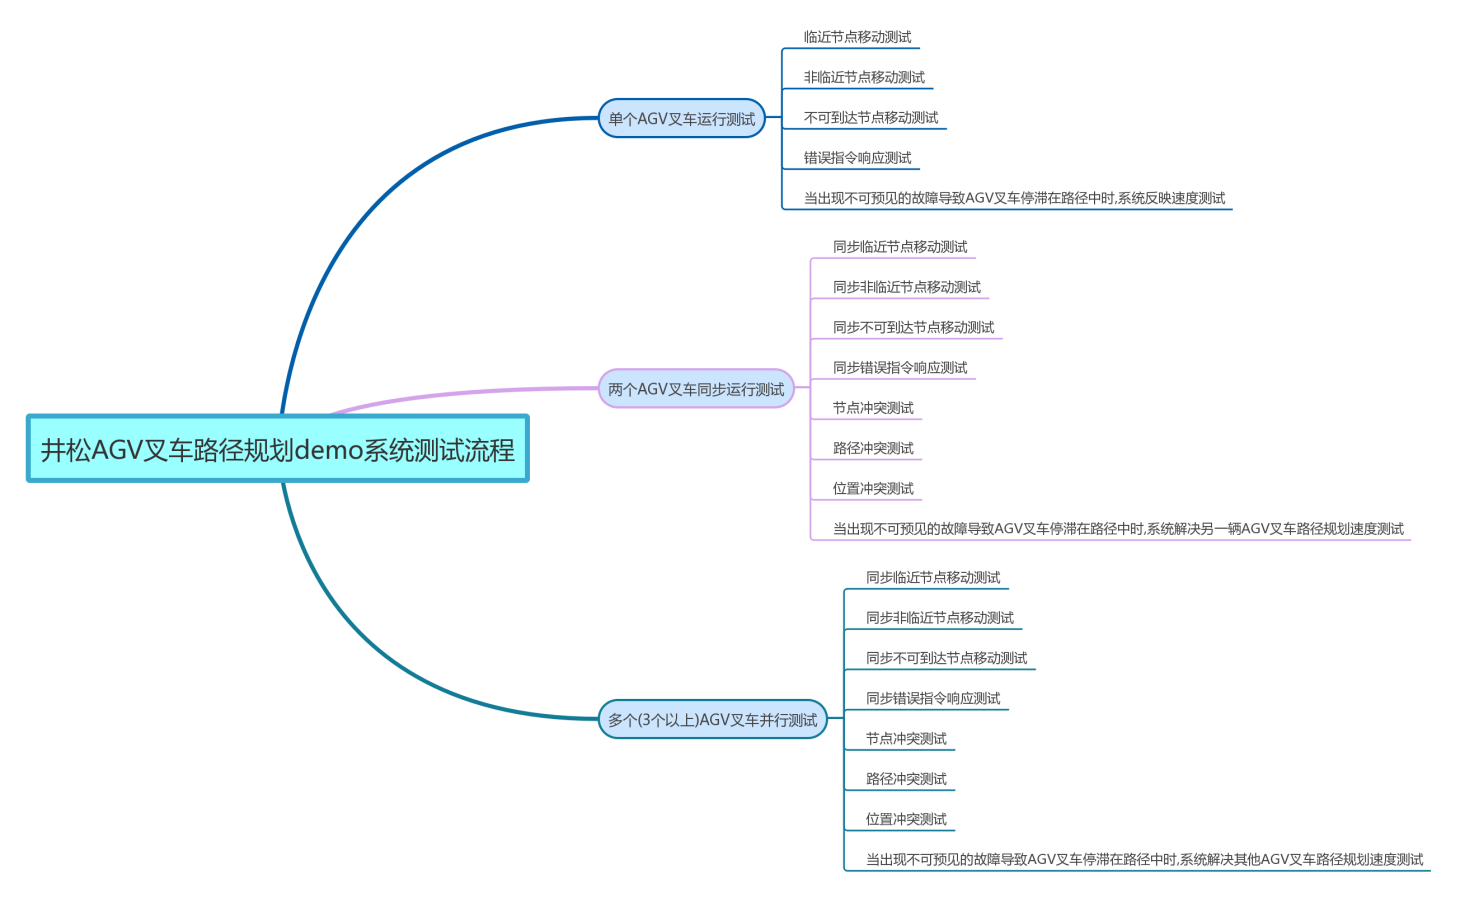 井松AGV叉车路径规划demo系统测试流程
单个AGV叉车运行测试
临近节点移动测试
非临近节点移动测试
不可到达节点移动测试
错误指令响应测试
当出现不可预见的故障导致AGV叉车停滞在路径中时,系统反映速度测试
两个AGV叉车同步运行测试
同步临近节点移动测试
同步非临近节点移动测试
同步不可到达节点移动测试
同步错误指令响应测试
节点冲突测试
路径冲突测试
位置冲突测试
当出现不可预见的故障导致AGV叉车停滞在路径中时,系统解决另一辆AGV叉车路径规划速度测试
多个(3个以上)AGV叉车并行测试
同步临近节点移动测试
同步非临近节点移动测试
同步不可到达节点移动测试
同步错误指令响应测试
节点冲突测试
路径冲突测试
位置冲突测试
当出现不可预见的故障导致AGV叉车停滞在路径中时,系统解决其他AGV叉车路径规划速度测试